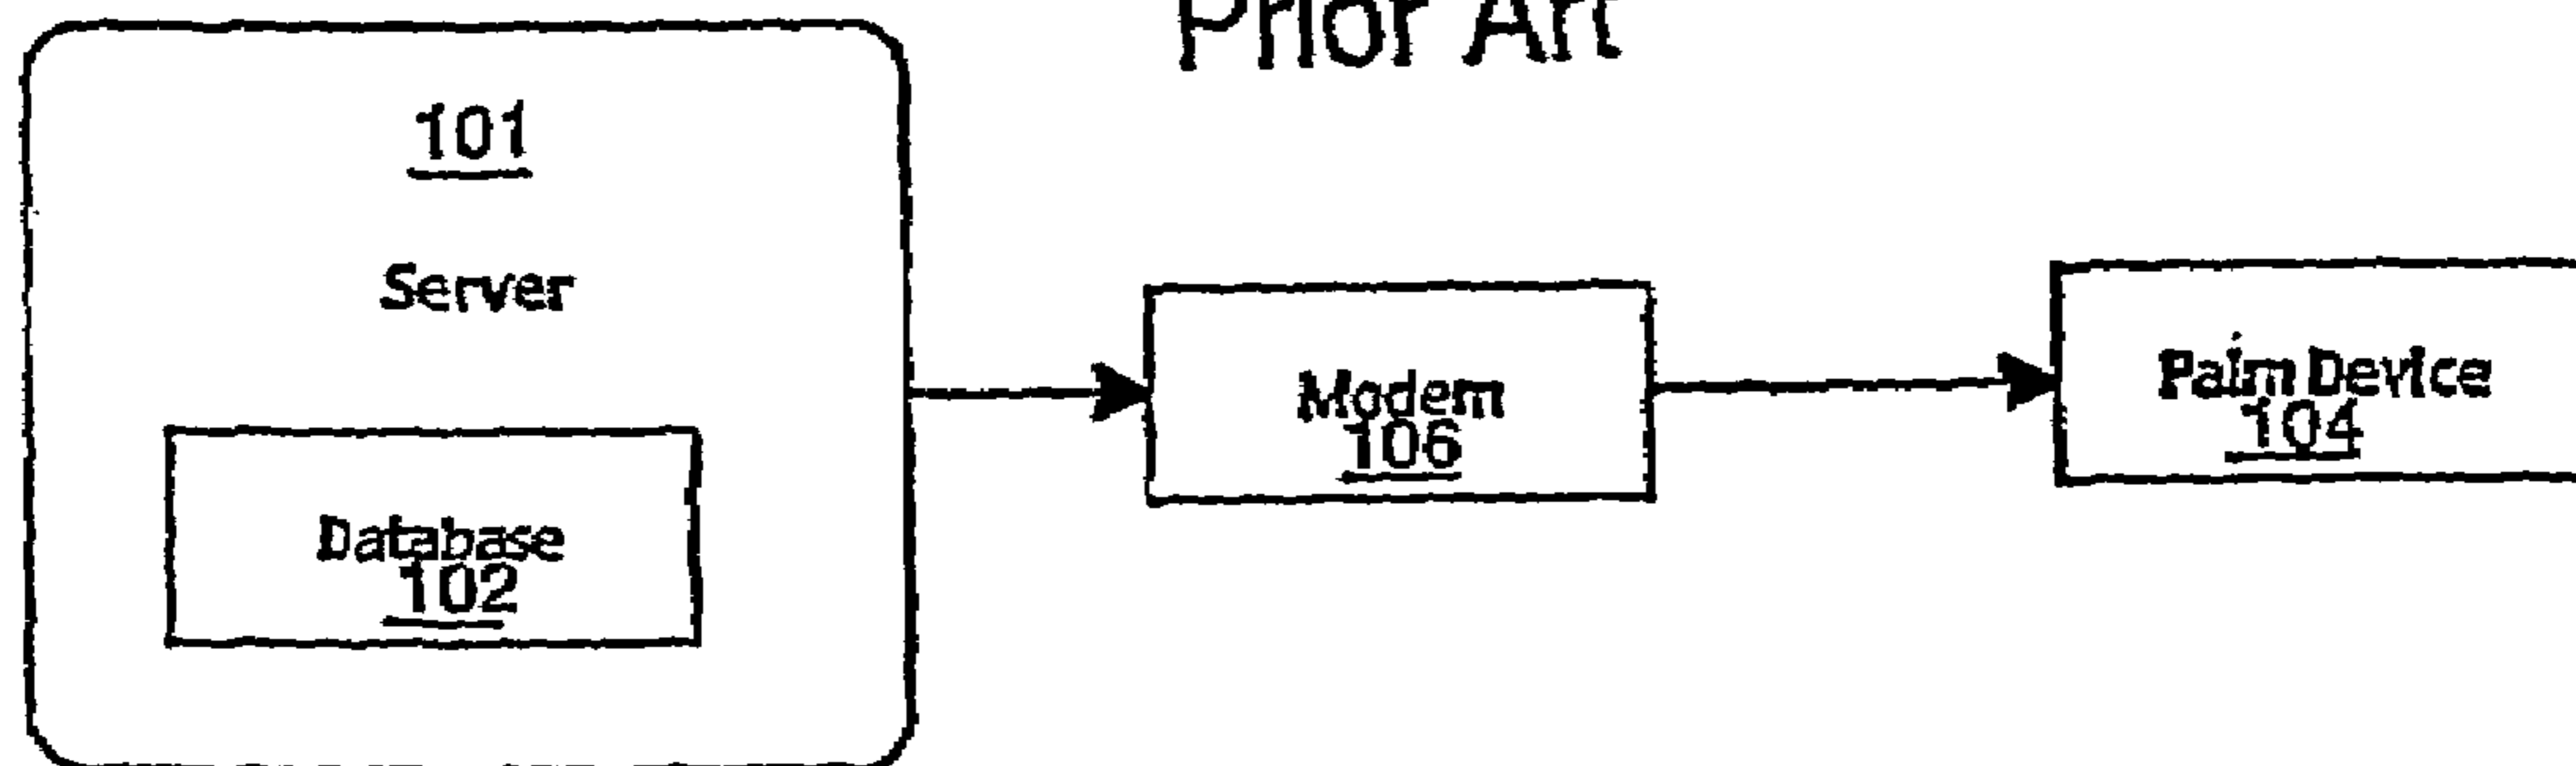 Prior Art
101
Server
Database
102
Modem
106
Palm Device
104